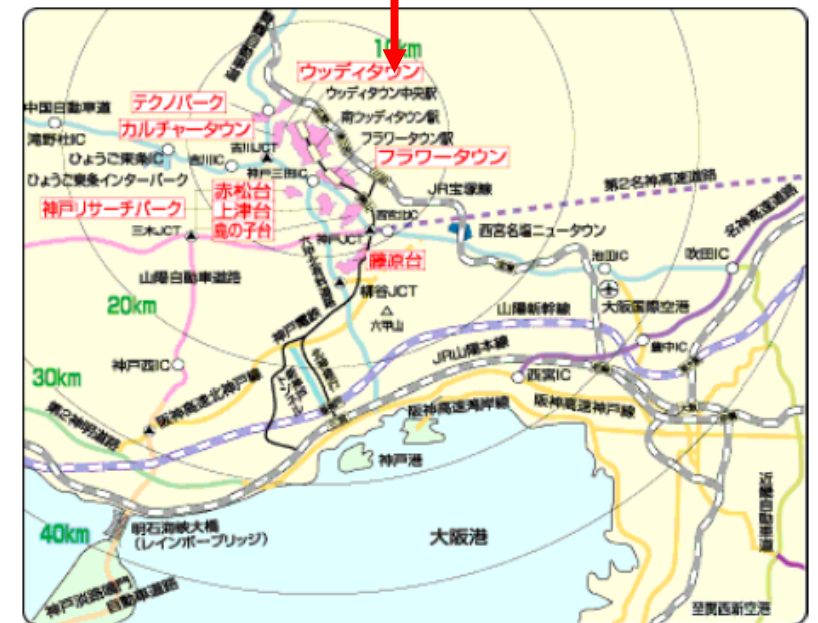 10km
ウッディタウン
ウッディタウン中央駅
テクノパーク
中国自動車道
南ウッディタウン駅
カルチャータウン
滝野社IC
フラワータウン駅
吉川JCT
フラワータウン
ひょうご東条IC
吉川IC
神戸三田IC
ひょうご東条インターパーク
赤松台
JR宝塚線
第2名神高速道路
神戸リサーチパーク
上津台
鹿の子台
三木JCT
神戸JCT
西宮名塩ニュータウン
名神高速道路
池田IC
吹田IC
藤原台
山陽自動車道路
柳谷JCT
20km
六甲山
山陽新幹線
大阪国際空港
神戸電鉄
豊中IC
JR山陽本線
神戸西IC
西宮IC
30km
阪神高速北神戸線
第2神明道路
阪神高速湾岸線
阪神高速神戸線
神戸港
近畿自動車道
40km
明石海峡大橋
(レインボーブリッジ)
大阪港
神戸淡路鳴門
自動車道路
至関西新空港